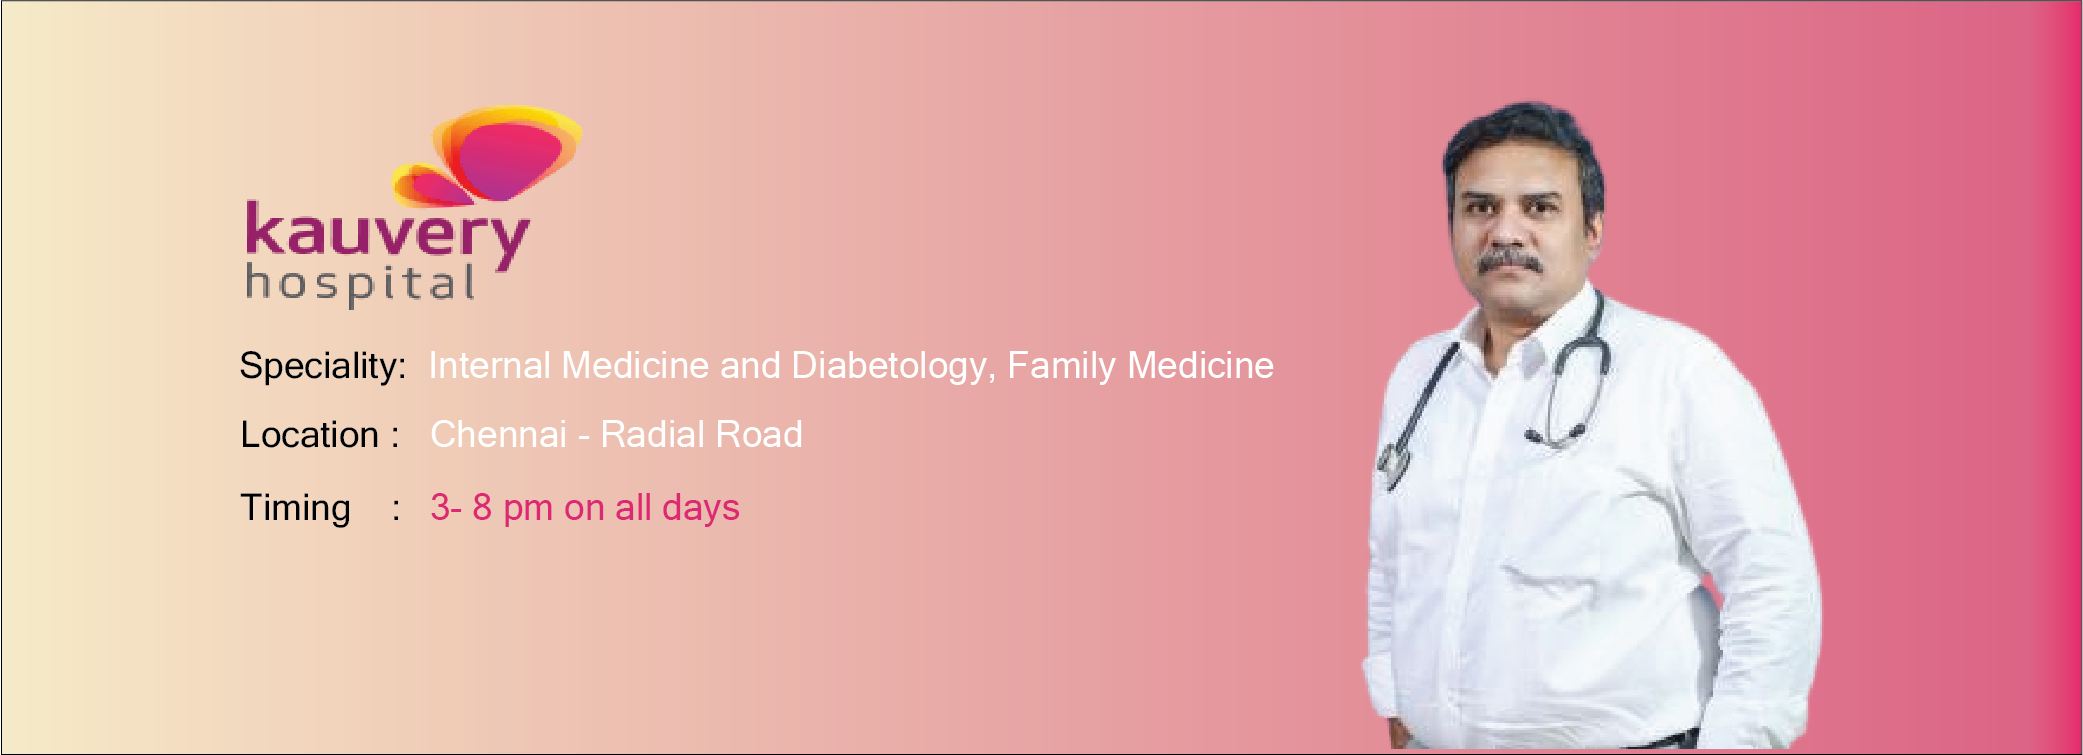 kauvery
hospital
Speciality: Internal Medicine and Diabetology, Family Medicine
Location : Chennai - Radial Road
Timing : 3- 8 pm on all days